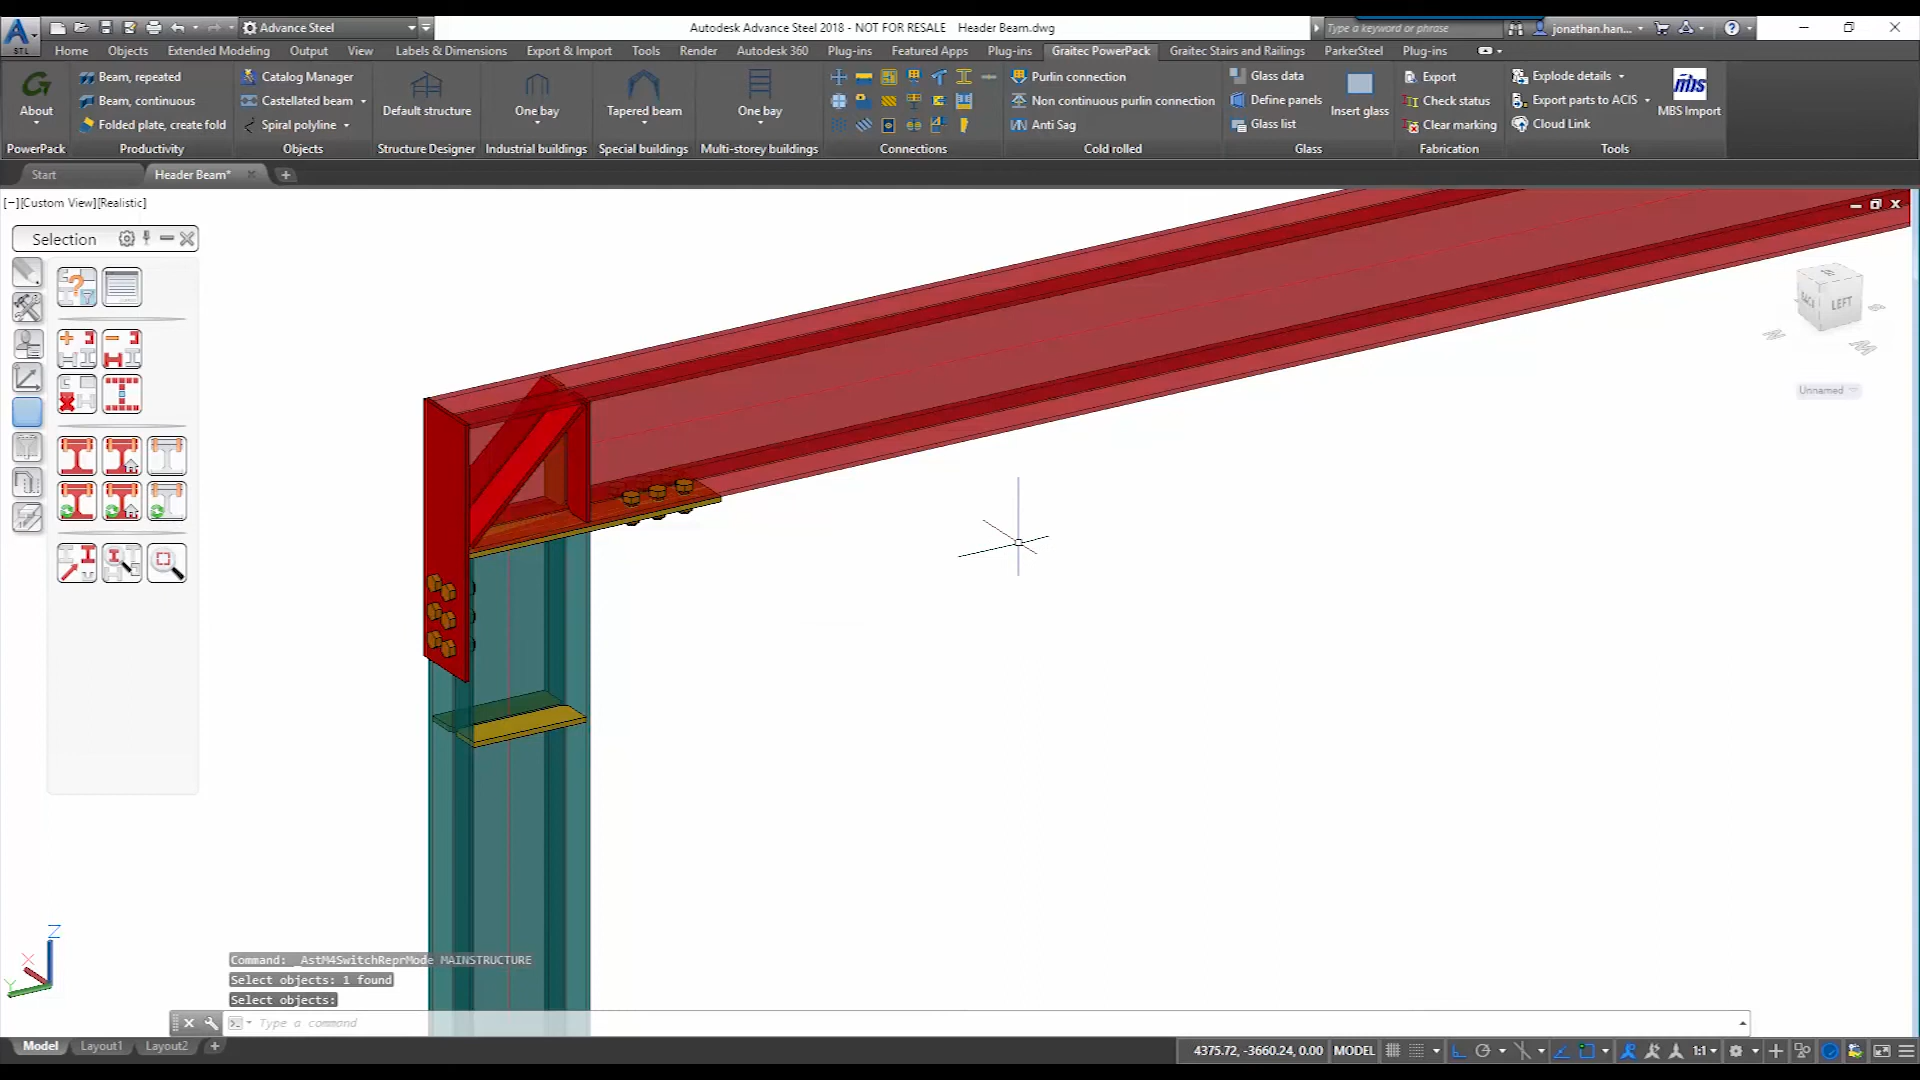 STL
Advance Steel
Autodesk Advance Steel 2018 - NOT FOR RESALE Header Beam.dwg
Type a keyword or phrase
jonathan.han...
Home Objects Extended Modeling Output View Labels & Dimensions Export & Import Tools Render Autodesk 360 Plug-ins Featured Apps Plug-ins Graitec PowerPack Graitec Stairs and Railings ParkerSteel Plug-ins
Beam, repeated
Catalog Manager
Purlin connection
Glass data
Export
Explode details
Beam, continuous
Castellated beam
Non continuous purlin connection
Define panels
Check status
Export parts to ACIS
About
Default structure
One bay
Tapered beam
One bay
Insert glass
MBS Import
mbs
Folded plate, create fold
Spiral polyline
Anti Sag
Glass list
Clear marking
Cloud Link
PowerPack Productivity Objects Structure Designer Industrial buildings Special buildings Multi-storey buildings Connections Cold rolled Glass Fabrication Tools
Start Header Beam*
[−][Custom View][Realistic]
Selection
BACK LEFT
Unnamed
Z
X
Y
Command: _AstM4SwitchReprMode MAINSTRUCTURE
Select objects: 1 found
Select objects:
Type a command
Model Layout1 Layout2
4375.72, -3660.24, 0.00 MODEL 1:1